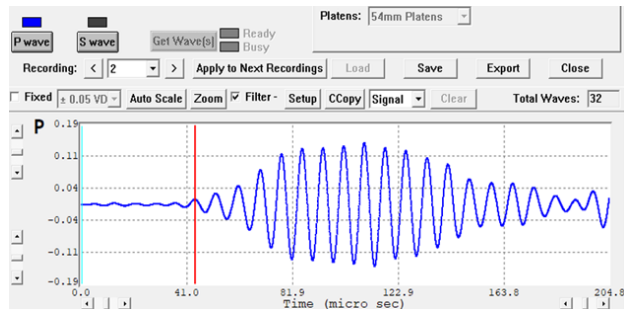 Platens: 54mm Platens
P wave S wave Get Wave(s) Ready
Busy
Recording: < 2 > Apply to Next Recordings Load Save Export Close
Fixed ± 0.05 VD Auto Scale Zoom Filter - Setup CCopy Signal Clear Total Waves: 32
P 0.19
0.11
0.04
-0.04
-0.11
-0.19
0.0 41.0 81.9 122.9 163.8 204.8
Time (micro sec)